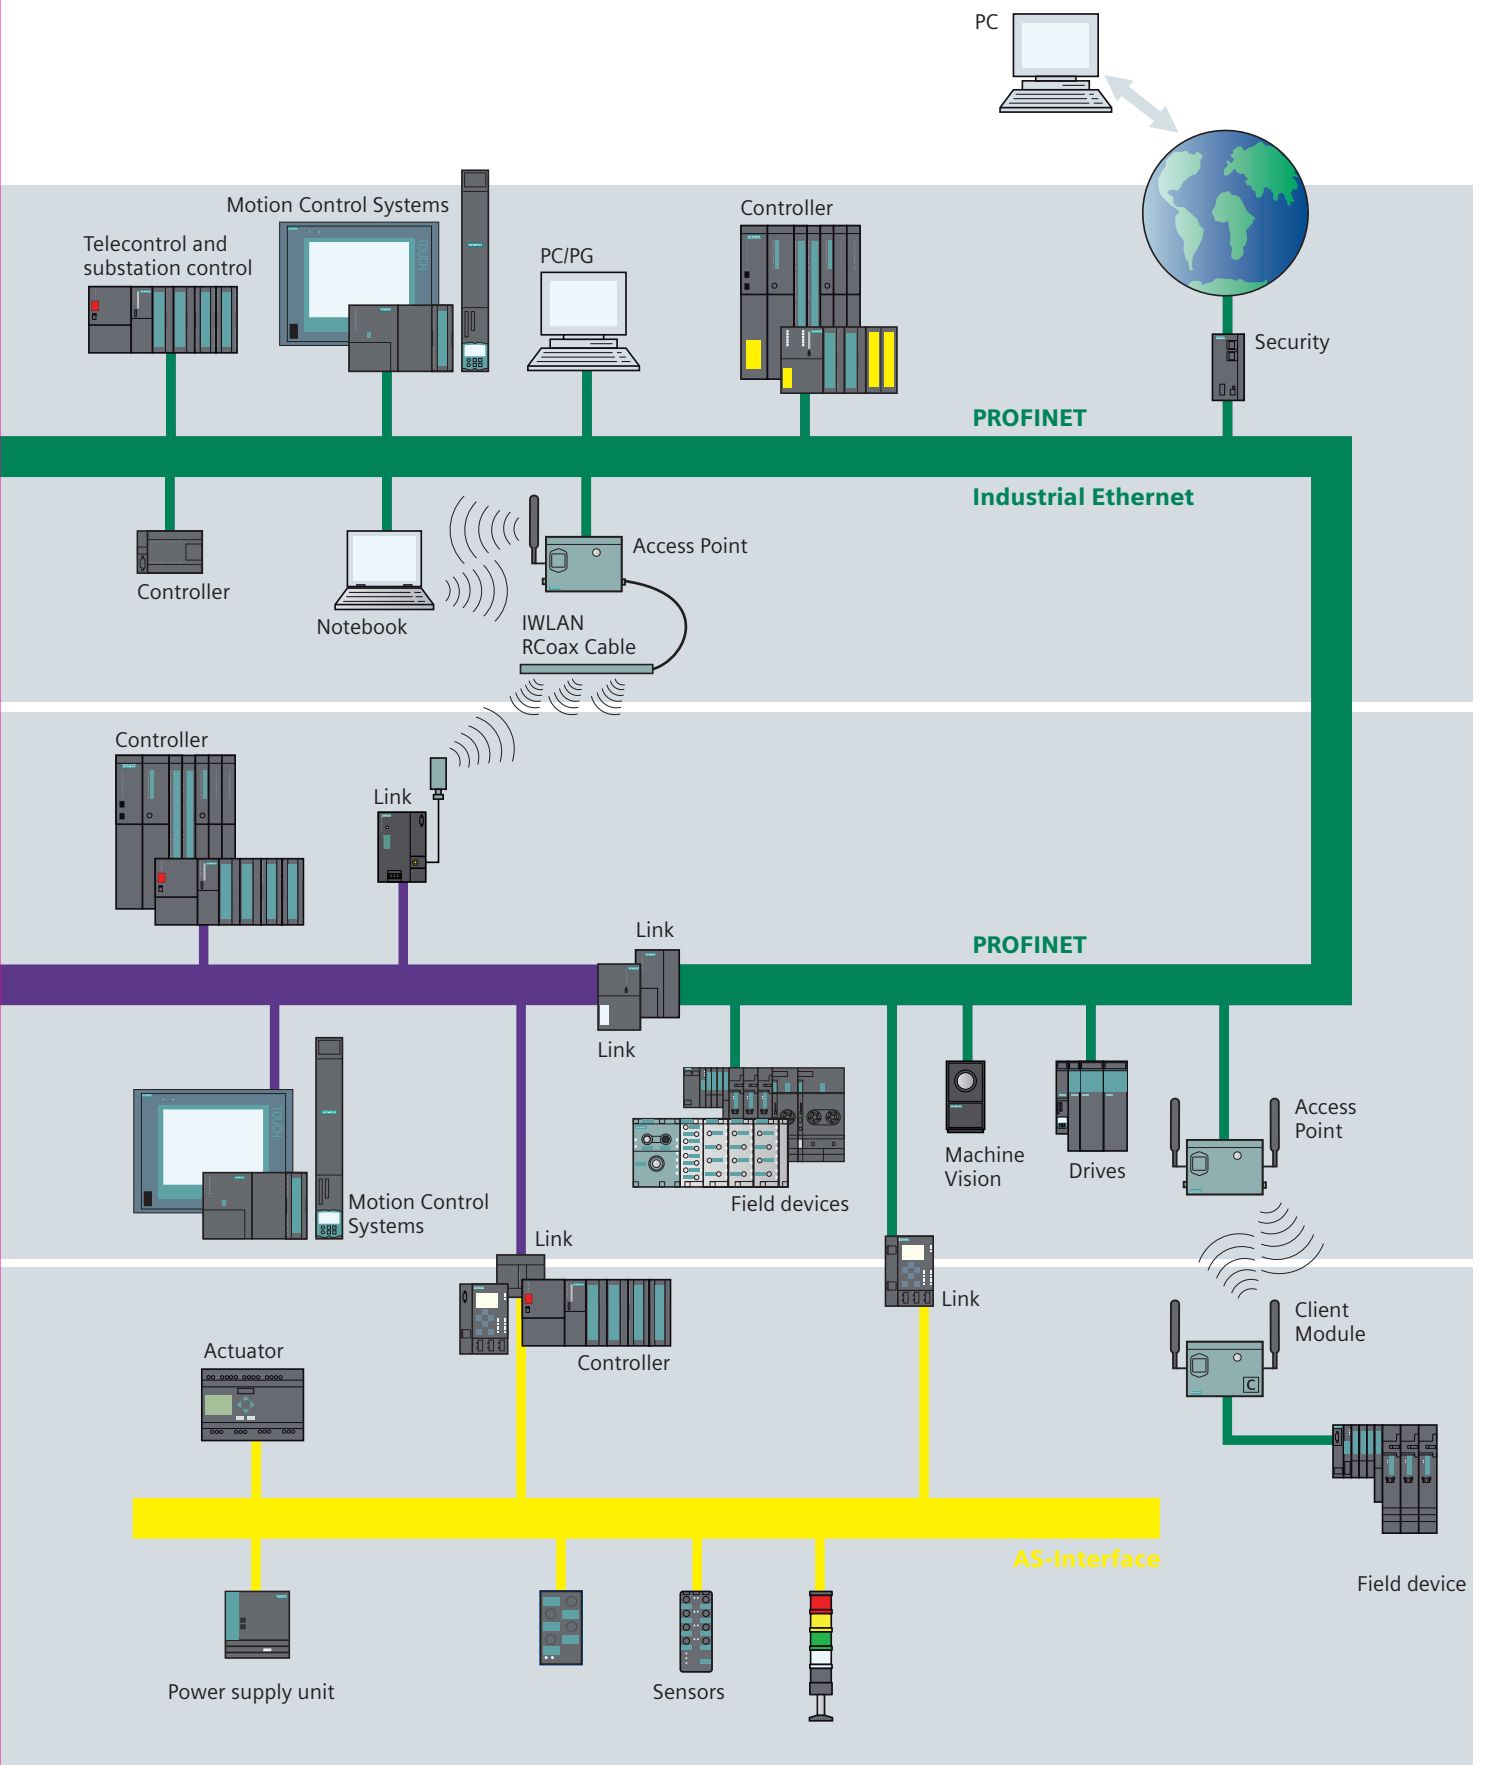 PC
Motion Control Systems
Controller
Telecontrol and
substation control
PC/PG
TOUCH
Security
PROFINET
Industrial Ethernet
Access Point
Controller
Notebook
IWLAN
RCoax Cable
Controller
Link
Link
PROFINET
Link
TOUCH
Access
Point
Machine
Vision
Drives
Motion Control
Systems
Field devices
Link
Link
Client
Module
Controller
Actuator
C
AS-Interface
Field device
Power supply unit
Sensors